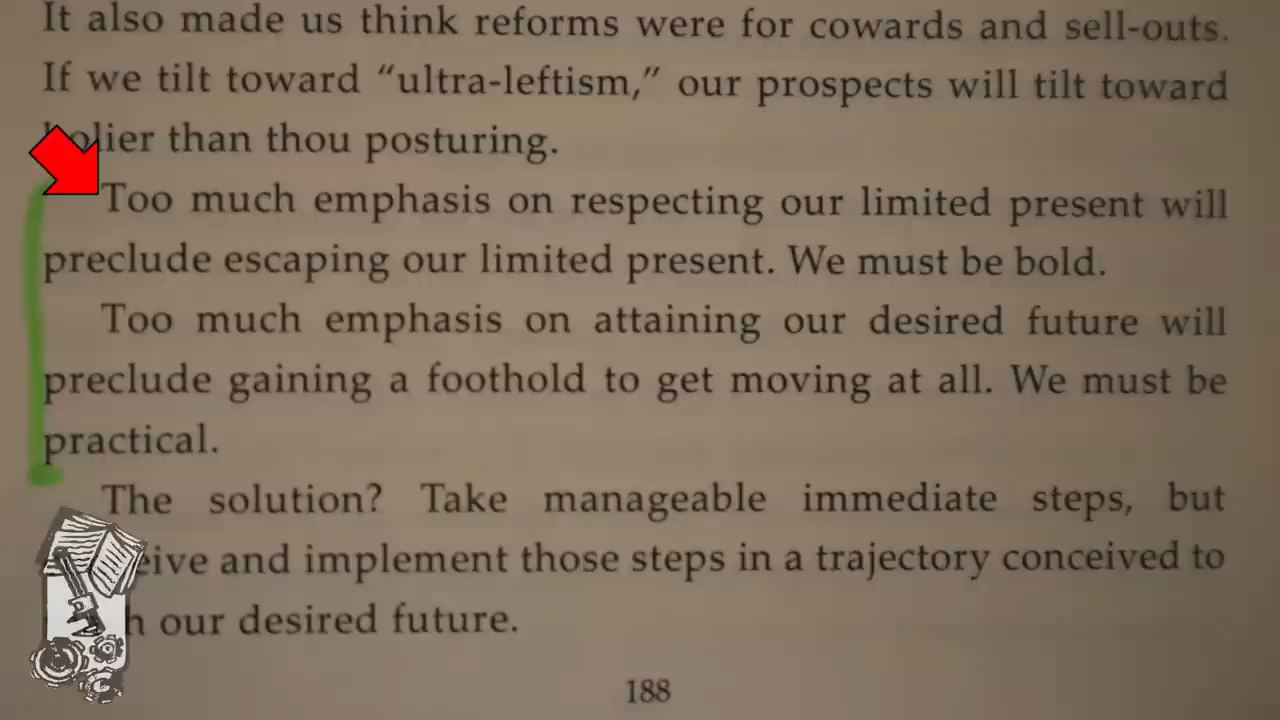 It also made us think reforms were for cowards and sell-outs.
If we tilt toward “ultra-leftism,” our prospects will tilt toward
holier than thou posturing.
Too much emphasis on respecting our limited present will
preclude escaping our limited present. We must be bold.
Too much emphasis on attaining our desired future will
preclude gaining a foothold to get moving at all. We must be
practical.
The solution? Take manageable immediate steps, but
and implement those steps in a trajectory conceived to
our desired future.
188